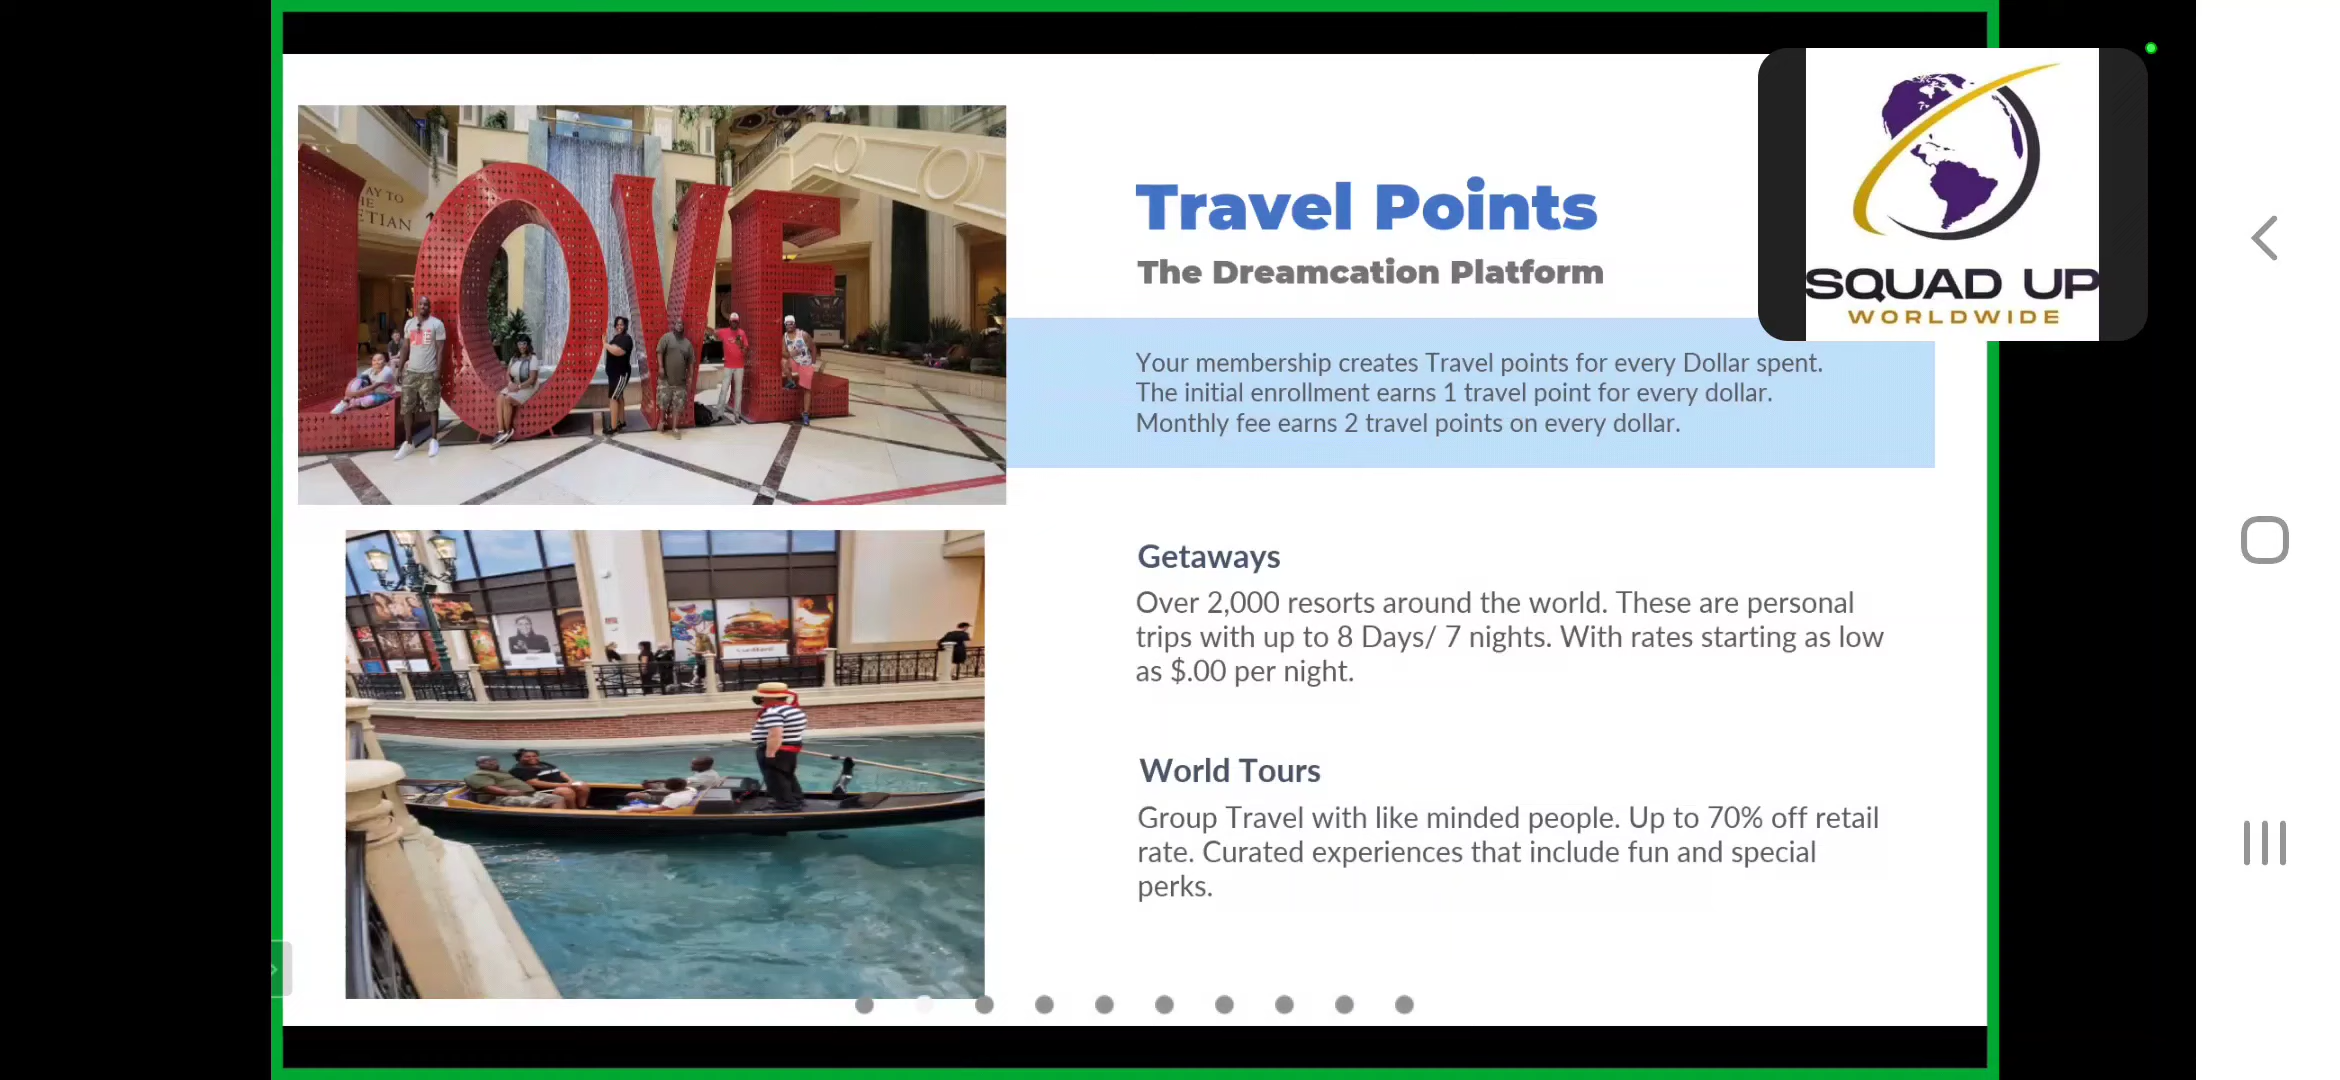 AY TO
HE
ETIAN
LOVE
Travel Points
The Dreamcation Platform
Your membership creates Travel points for every Dollar spent.
The initial enrollment earns 1 travel point for every dollar.
Monthly fee earns 2 travel points on every dollar.
Getaways
Over 2,000 resorts around the world. These are personal
trips with up to 8 Days/ 7 nights. With rates starting as low
as $.00 per night.
World Tours
Group Travel with like minded people. Up to 70% off retail
rate. Curated experiences that include fun and special
perks.
SQUAD UP
WORLDWIDE